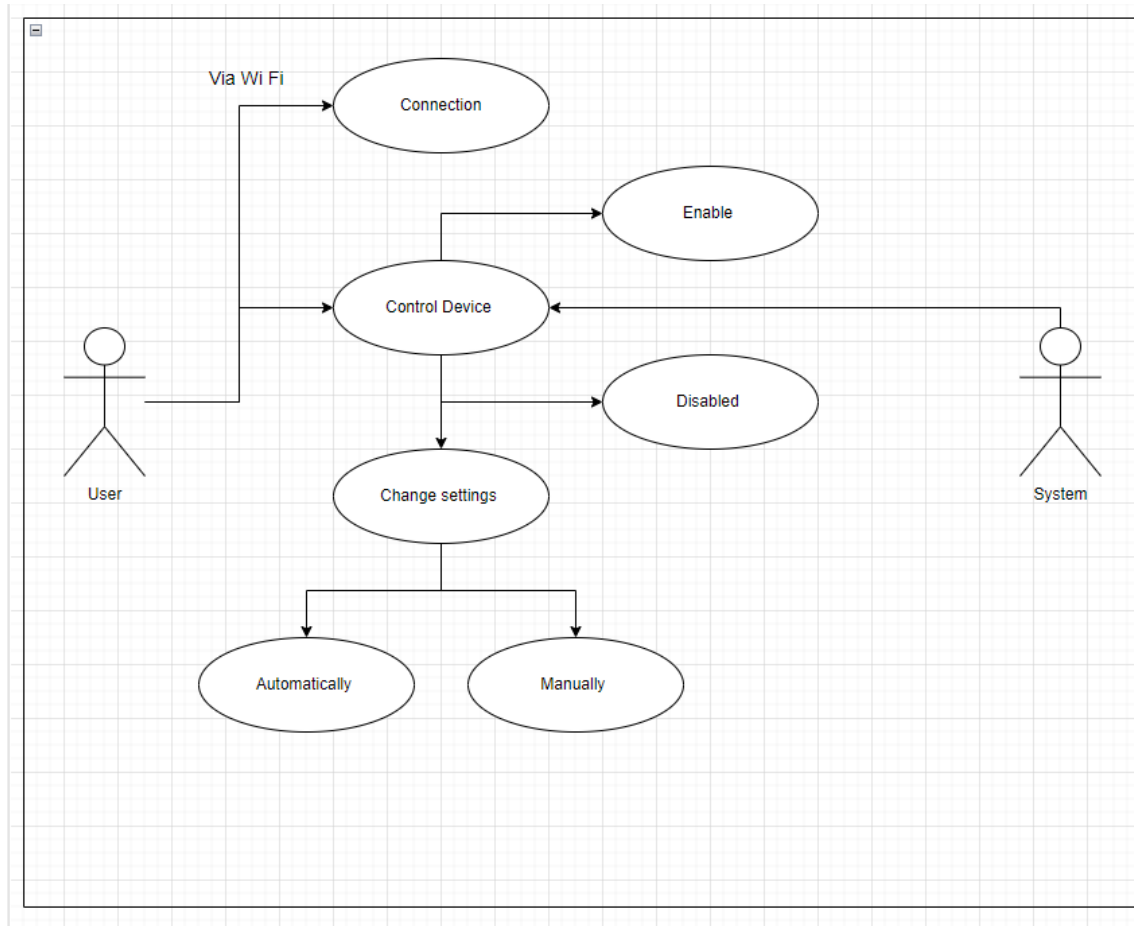 Via Wi Fi
Connection
Enable
Control Device
Disabled
User
System
Change settings
Automatically
Manually